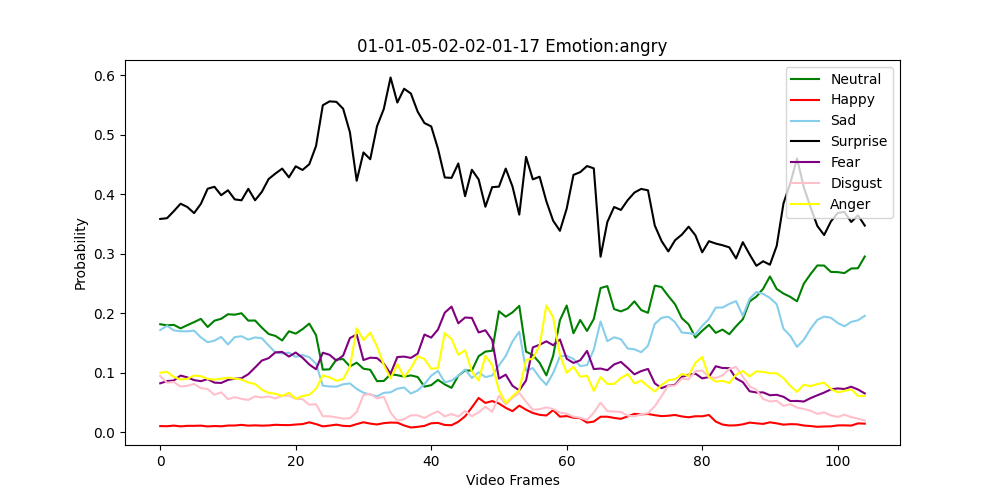 01-01-05-02-02-01-17 Emotion:angry
0.6
0.5
0.4
0.3
0.2
0.1
0.0
Probability
0
20
40
60
80
100
Video Frames
Neutral
Happy
Sad
Surprise
Fear
Disgust
Anger